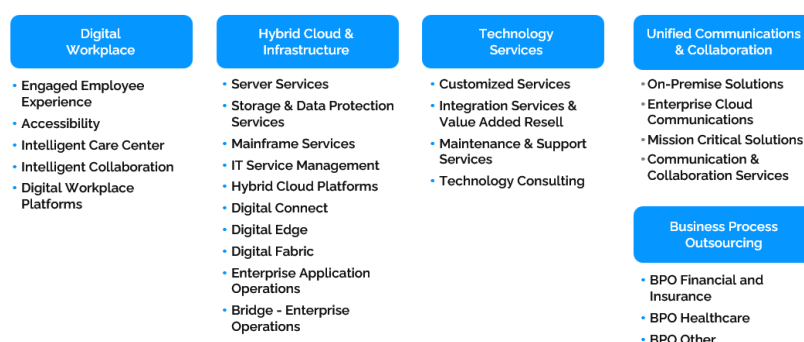 Digital
Workplace
• Engaged Employee
Experience
• Accessibility
• Intelligent Care Center
• Intelligent Collaboration
• Digital Workplace
Platforms
Hybrid Cloud &
Infrastructure
• Server Services
• Storage & Data Protection
Services
• Mainframe Services
• IT Service Management
• Hybrid Cloud Platforms
• Digital Connect
• Digital Edge
• Digital Fabric
• Enterprise Application
Operations
• Bridge - Enterprise
Operations
Technology
Services
• Customized Services
• Integration Services &
Value Added Resell
• Maintenance & Support
Services
• Technology Consulting
Unified Communications
& Collaboration
• On-Premise Solutions
• Enterprise Cloud
Communications
• Mission Critical Solutions
• Communication &
Collaboration Services
Business Process
Outsourcing
• BPO Financial and
Insurance
• BPO Healthcare
• BPO Other